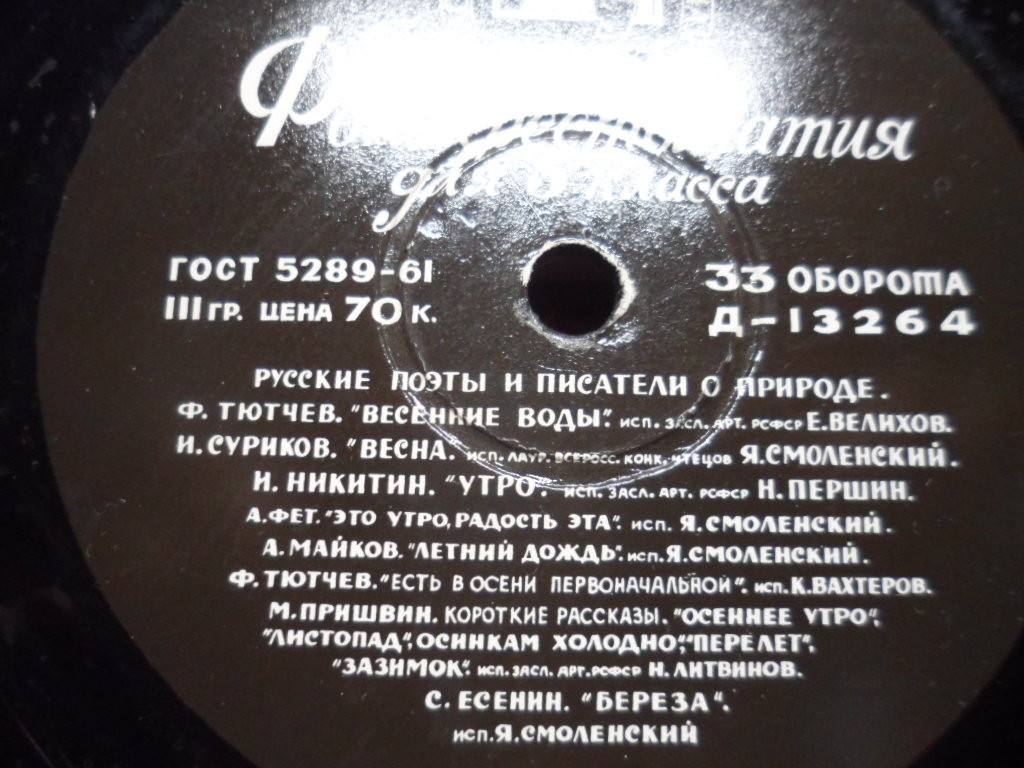 для класса
ГОСТ 5289-61
III ГР. ЦЕНА 70 К.
33 ОБОРОТА
Д-13264
РУССКИЕ ПОЭТЫ И ПИСАТЕЛИ О ПРИРОДЕ.
Ф. ТЮТЧЕВ. "ВЕСЕННИЕ ВОДЫ". исп. засл. арт. РСФСР Е. ВЕЛИХОВ.
И. СУРИКОВ. "ВЕСНА. исп. лаур. всеросс. конк. чтецов Я. СМОЛЕНСКИЙ.
И. НИКИТИН. "УТРО". исп. засл. арт. РСФСР Н. ПЕРШИН.
А. ФЕТ. "ЭТО УТРО, РАДОСТЬ ЭТА". исп. Я. СМОЛЕНСКИЙ.
А. МАЙКОВ. "ЛЕТНИЙ ДОЖДЬ". исп. Я. СМОЛЕНСКИЙ.
Ф. ТЮТЧЕВ. "ЕСТЬ В ОСЕНИ ПЕРВОНАЧАЛЬНОЙ". исп. К. ВАХТЕРОВ.
М. ПРИШВИН. КОРОТКИЕ РАССКАЗЫ. "ОСЕННЕЕ УТРО",
"ЛИСТОПАД", ОСИНКАМ ХОЛОДНО", "ПЕРЕЛЕТ",
"ЗАЗИМОК". исп. засл. арт. РСФСР Н. ЛИТВИНОВ.
С. ЕСЕНИН. "БЕРЕЗА".
исп. Я. СМОЛЕНСКИЙ